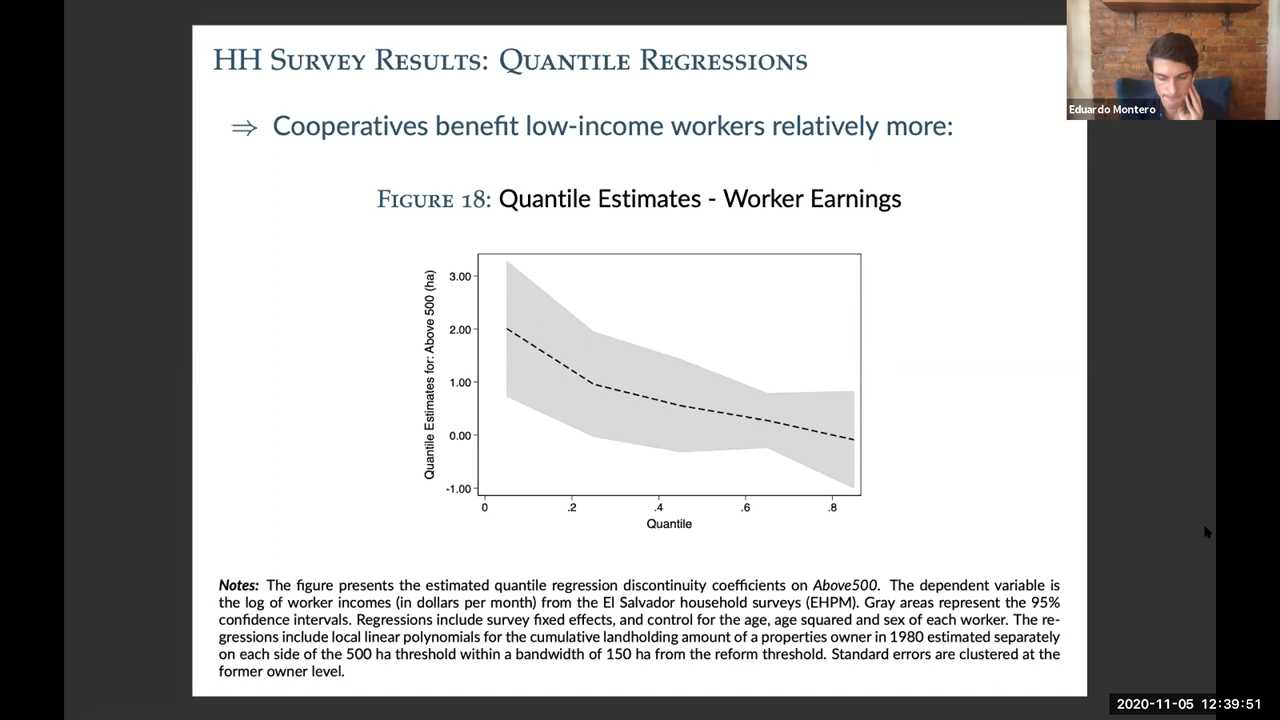 HH Survey Results: Quantile Regressions
Eduardo Montero
⇒ Cooperatives benefit low-income workers relatively more:
Figure 18: Quantile Estimates - Worker Earnings
Quantile Estimates for: Above 500 (ha)
3.00
2.00
1.00
0.00
-1.00
0 .2 .4 .6 .8
Quantile
Notes: The figure presents the estimated quantile regression discontinuity coefficients on Above500. The dependent variable is
the log of worker incomes (in dollars per month) from the El Salvador household surveys (EHPM). Gray areas represent the 95%
confidence intervals. Regressions include survey fixed effects, and control for the age, age squared and sex of each worker. The re-
gressions include local linear polynomials for the cumulative landholding amount of a properties owner in 1980 estimated separately
on each side of the 500 ha threshold within a bandwidth of 150 ha from the reform threshold. Standard errors are clustered at the
former owner level.
2020-11-05 12:39:51